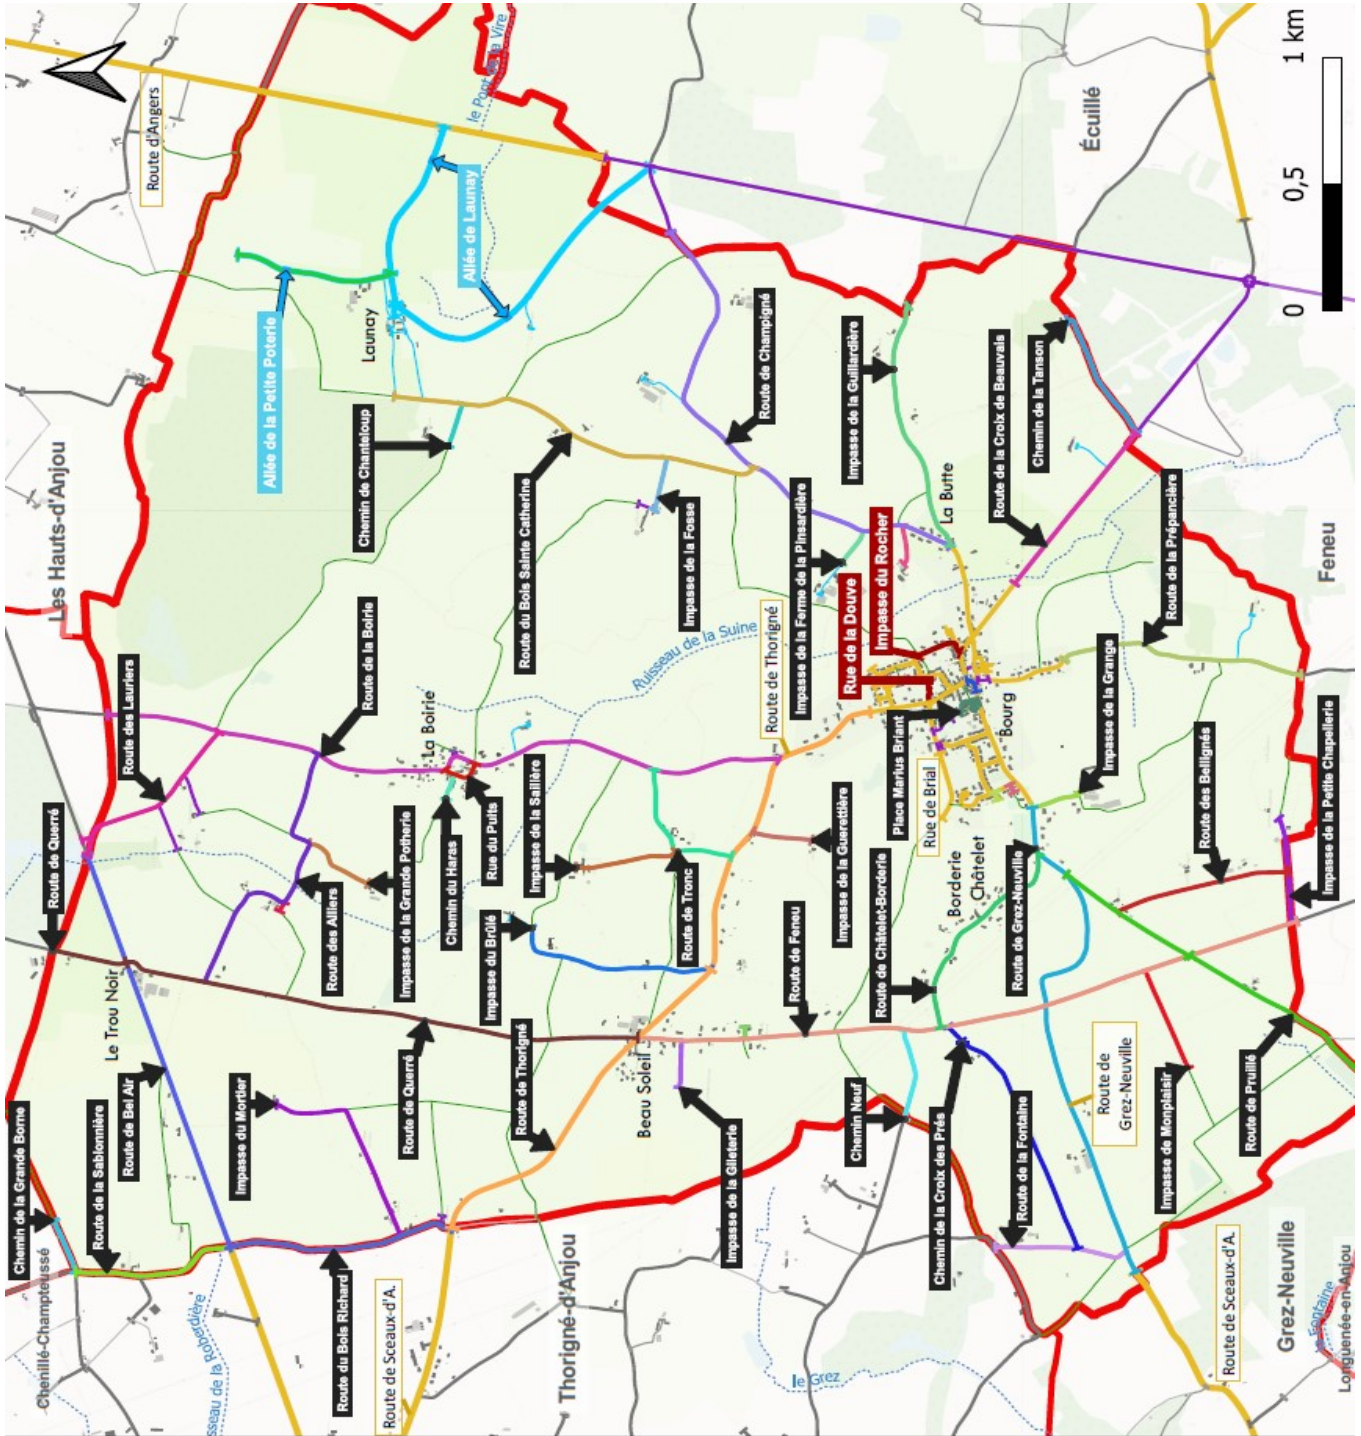 Chemin de la Grande Borne
Chenillé-Champteussé
Route de la Sablonnière
Route de Bel Air
Le Trou Noir
Route de Querré
Route des Lauriers
Les Hauts-d'Anjou
Route d'Angers
Allée de la Petite Poterie
le Pont de la Vire
Impasse du Mortier
Route du Bois Richard
Route des Alliers
Route de la Boirie
Launay
Chemin de Chanteloup
Allée de Launay
Route de Sceaux-d'A.
Route de Querré
Impasse de la Grande Potherie
La Boirie
Chemin du Haras
Rue du Puits
Impasse du Brûlé
Impasse de la Saillère
Route du Bois Sainte Catherine
Route de Thorigné
Thorigné-d'Anjou
Beau Soleil
Route de Tronc
Ruisseau de la Suine
Impasse de la Fosse
Impasse de la Gileterie
Route de Feneu
Route de Thorigné
Impasse de la Guerettière
Impasse de la Ferme de la Pinsardière
Route de Champigné
Chemin Neuf
Route de Châtelet-Borderie
Place Marius Briant
Rue de la Douve
Impasse du Rocher
Impasse de la Guillardière
le Grez
Chemin de la Croix des Prés
Rue de Brial
Borderie
Châtelet
Bourg
La Butte
Route de la Fontaine
Route de Grez-Neuville
Route de la Croix de Beauvais
Chemin de la Tanson
Écuillé
Route de
Grez-Neuville
Impasse de la Grange
Route de la Prépancière
Impasse de Monplaisir
Route des Bellignés
Route de Sceaux-d'A.
Route de Pruillé
Impasse de la Petite Chapellerie
Feneu
Grez-Neuville
Fontaine
Longuenée-en-Anjou
0 0,5 1 km